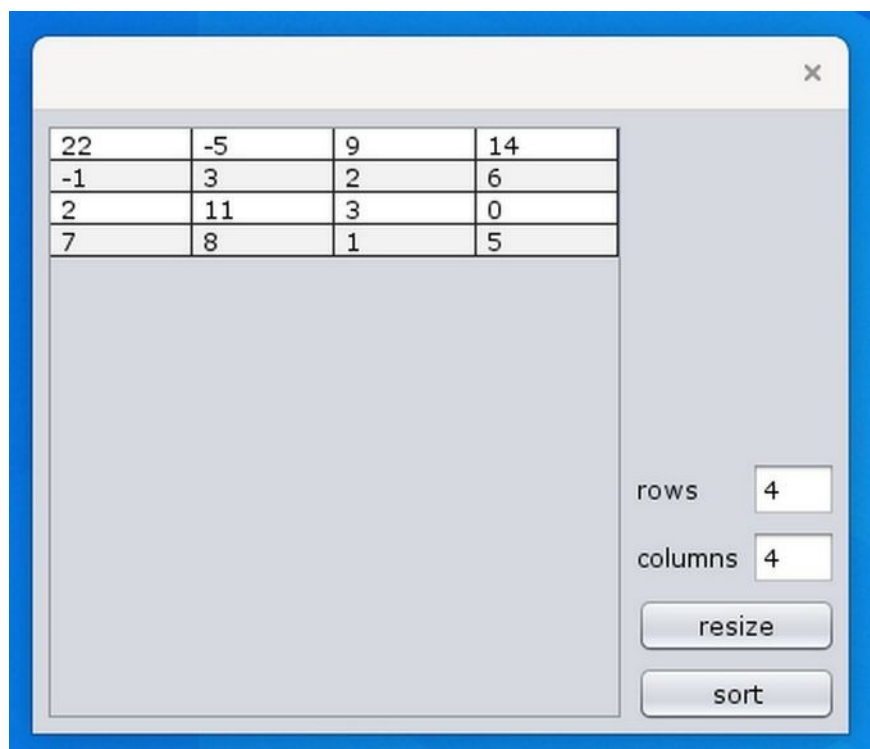 22 -5 9 14
-1 3 2 6
2 11 3 0
7 8 1 5
rows 4
columns 4
resize
sort